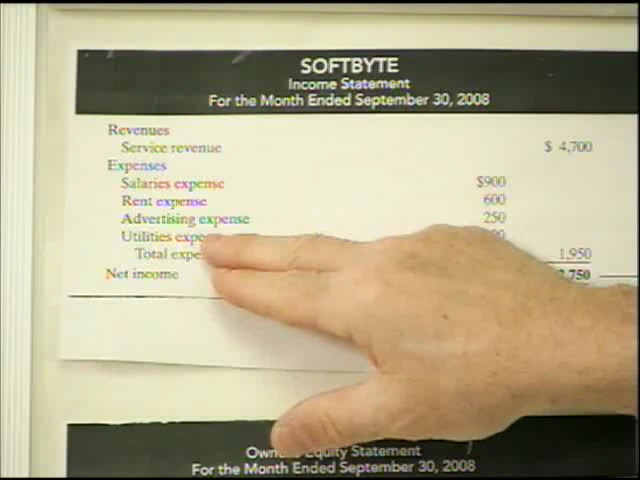 SOFTBYTE
Income Statement
For the Month Ended September 30, 2008
Revenues
Service revenue $ 4,700
Expenses
Salaries expense $900
Rent expense 600
Advertising expense 250
Utilities
Total 1,950
Net income 2,750
Equity Statement
For the Month Ended September 30, 2008